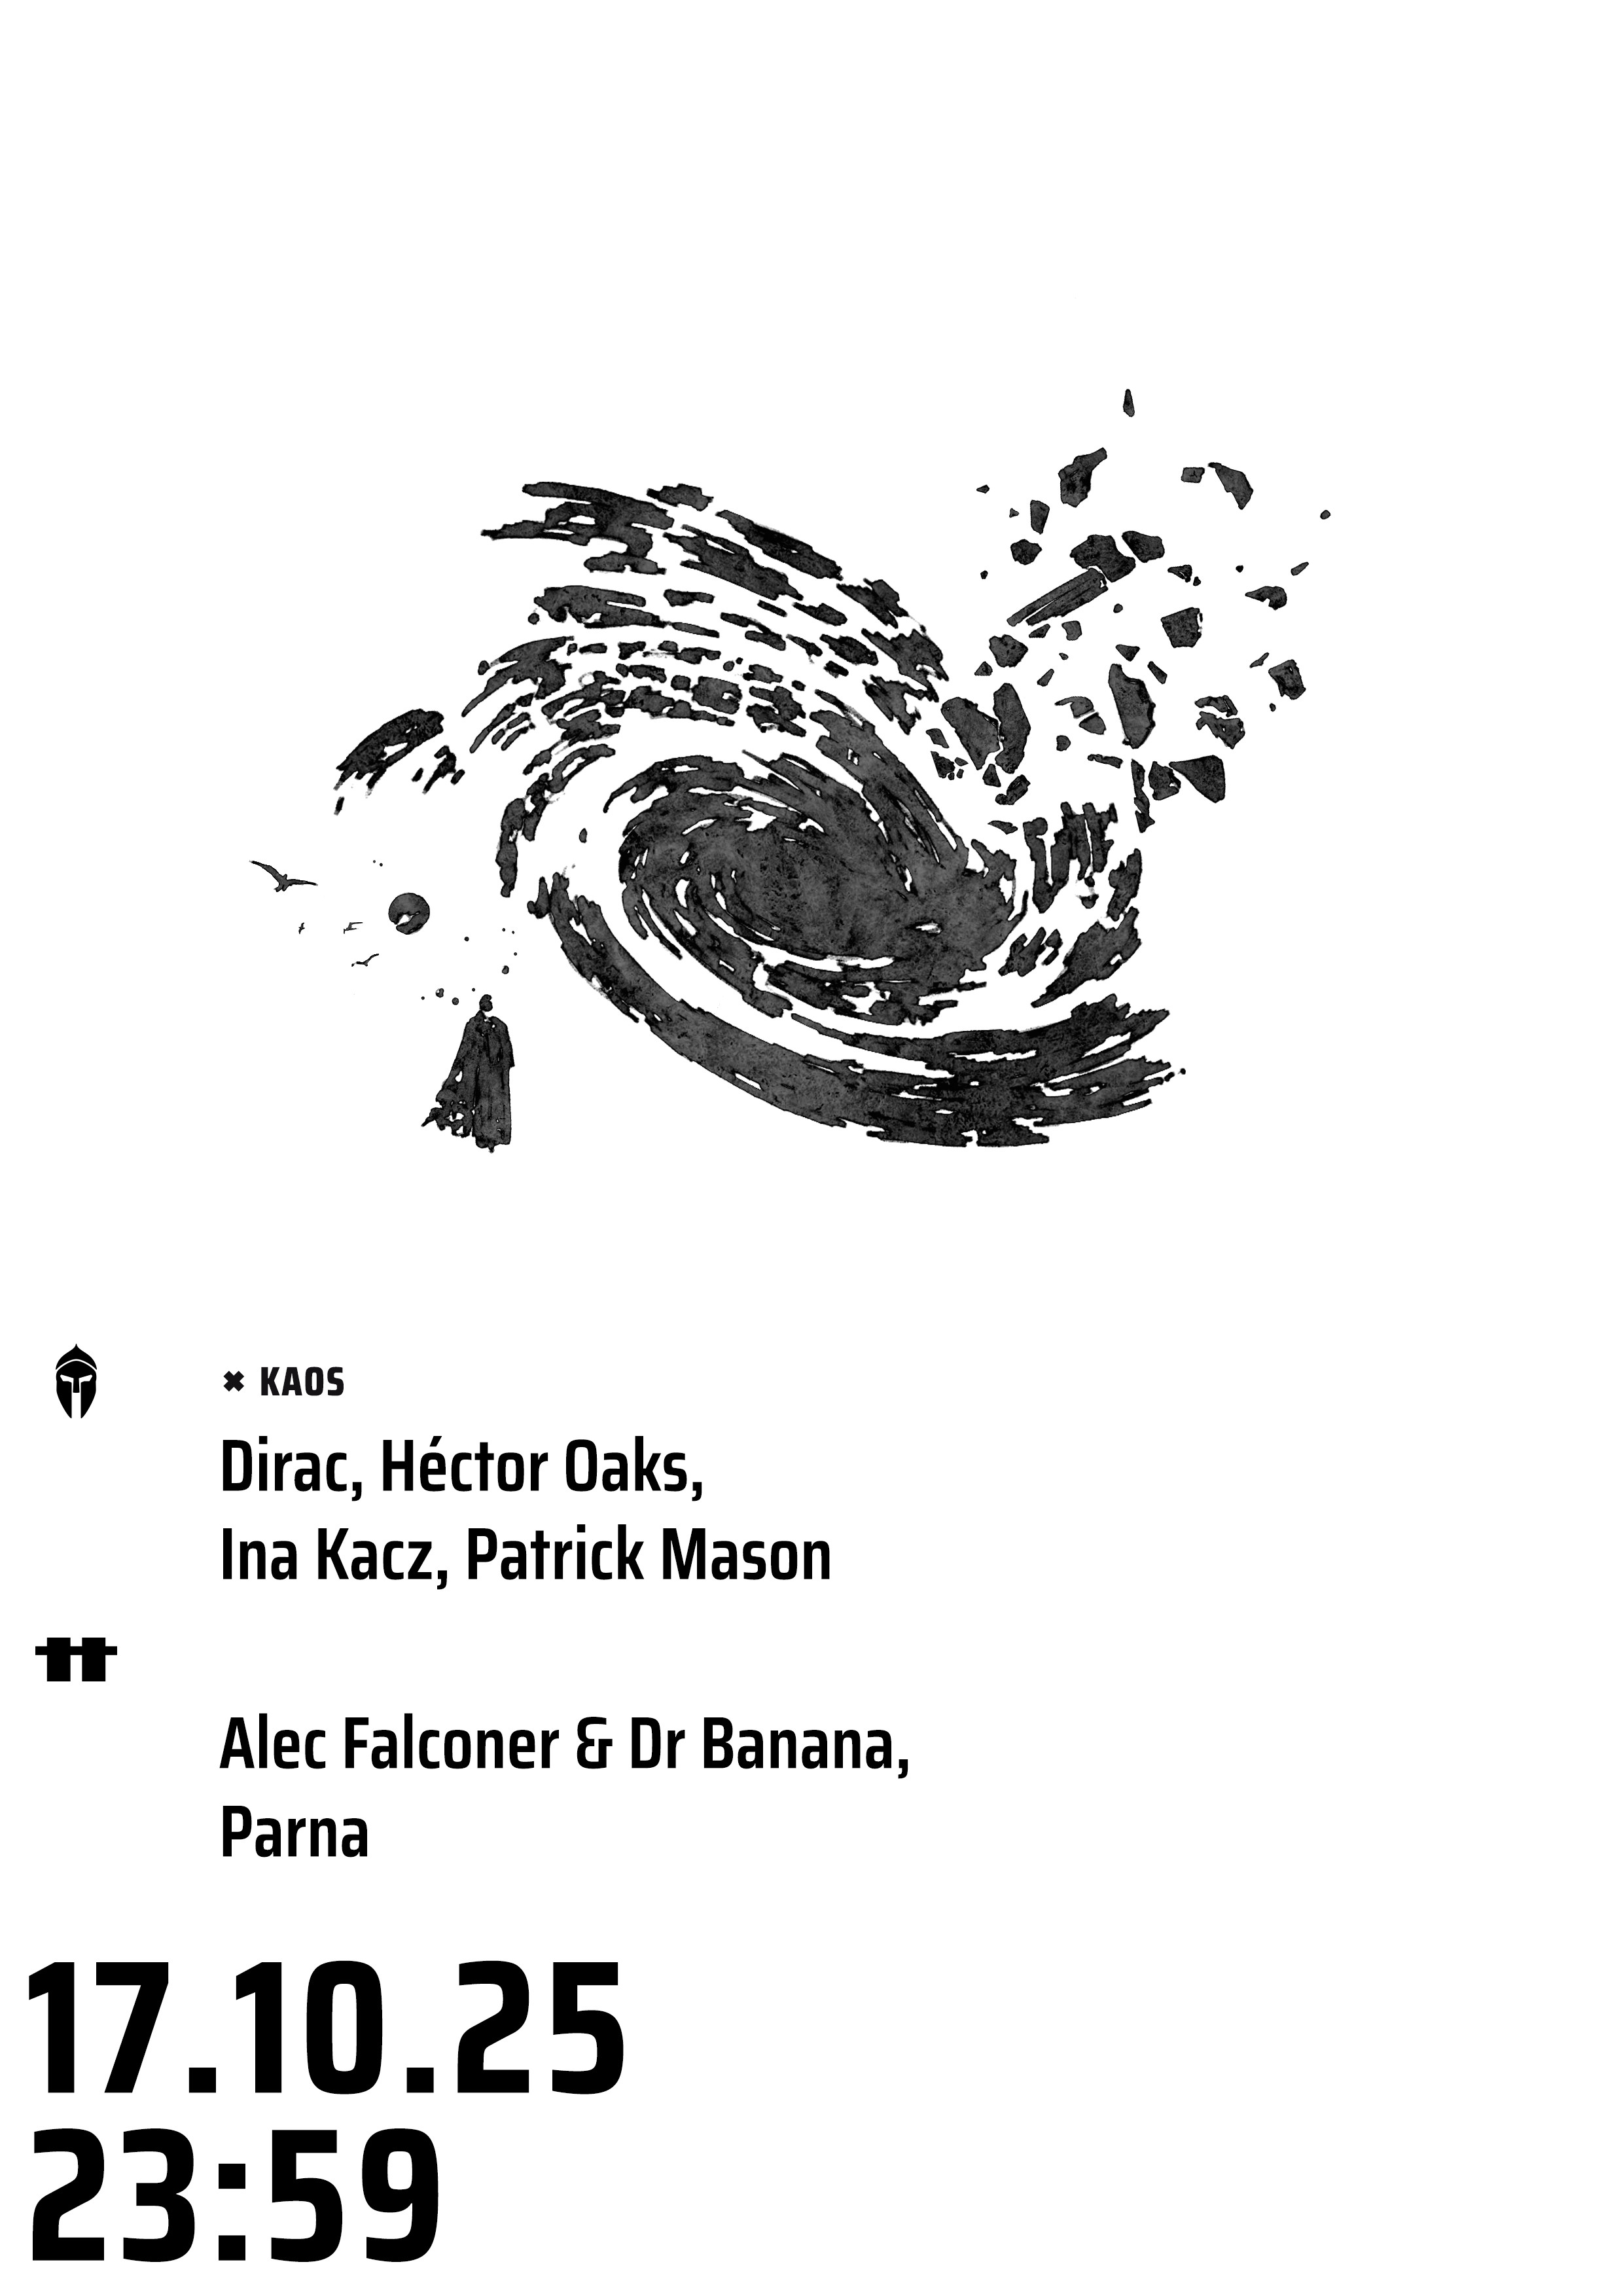 ✖ KAOS
Dirac, Héctor Oaks,
Ina Kacz, Patrick Mason
Alec Falconer & Dr Banana,
Parna
17.10.25
23:59